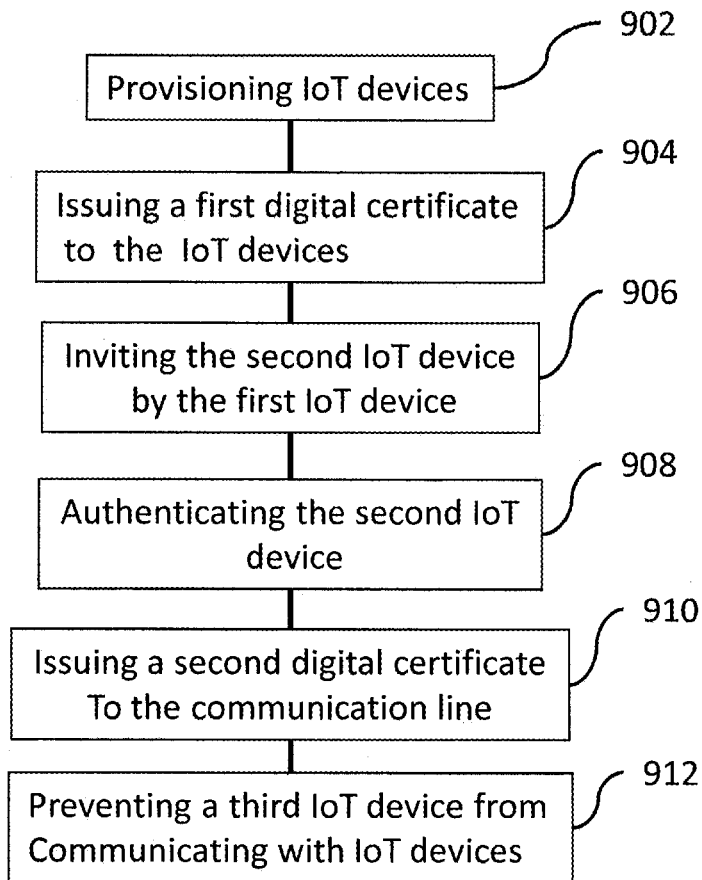 902
Provisioning IoT devices
904
Issuing a first digital certificate
to the IoT devices
906
Inviting the second IoT device
by the first IoT device
908
Authenticating the second IoT
device
910
Issuing a second digital certificate
To the communication line
912
Preventing a third IoT device from
Communicating with IoT devices